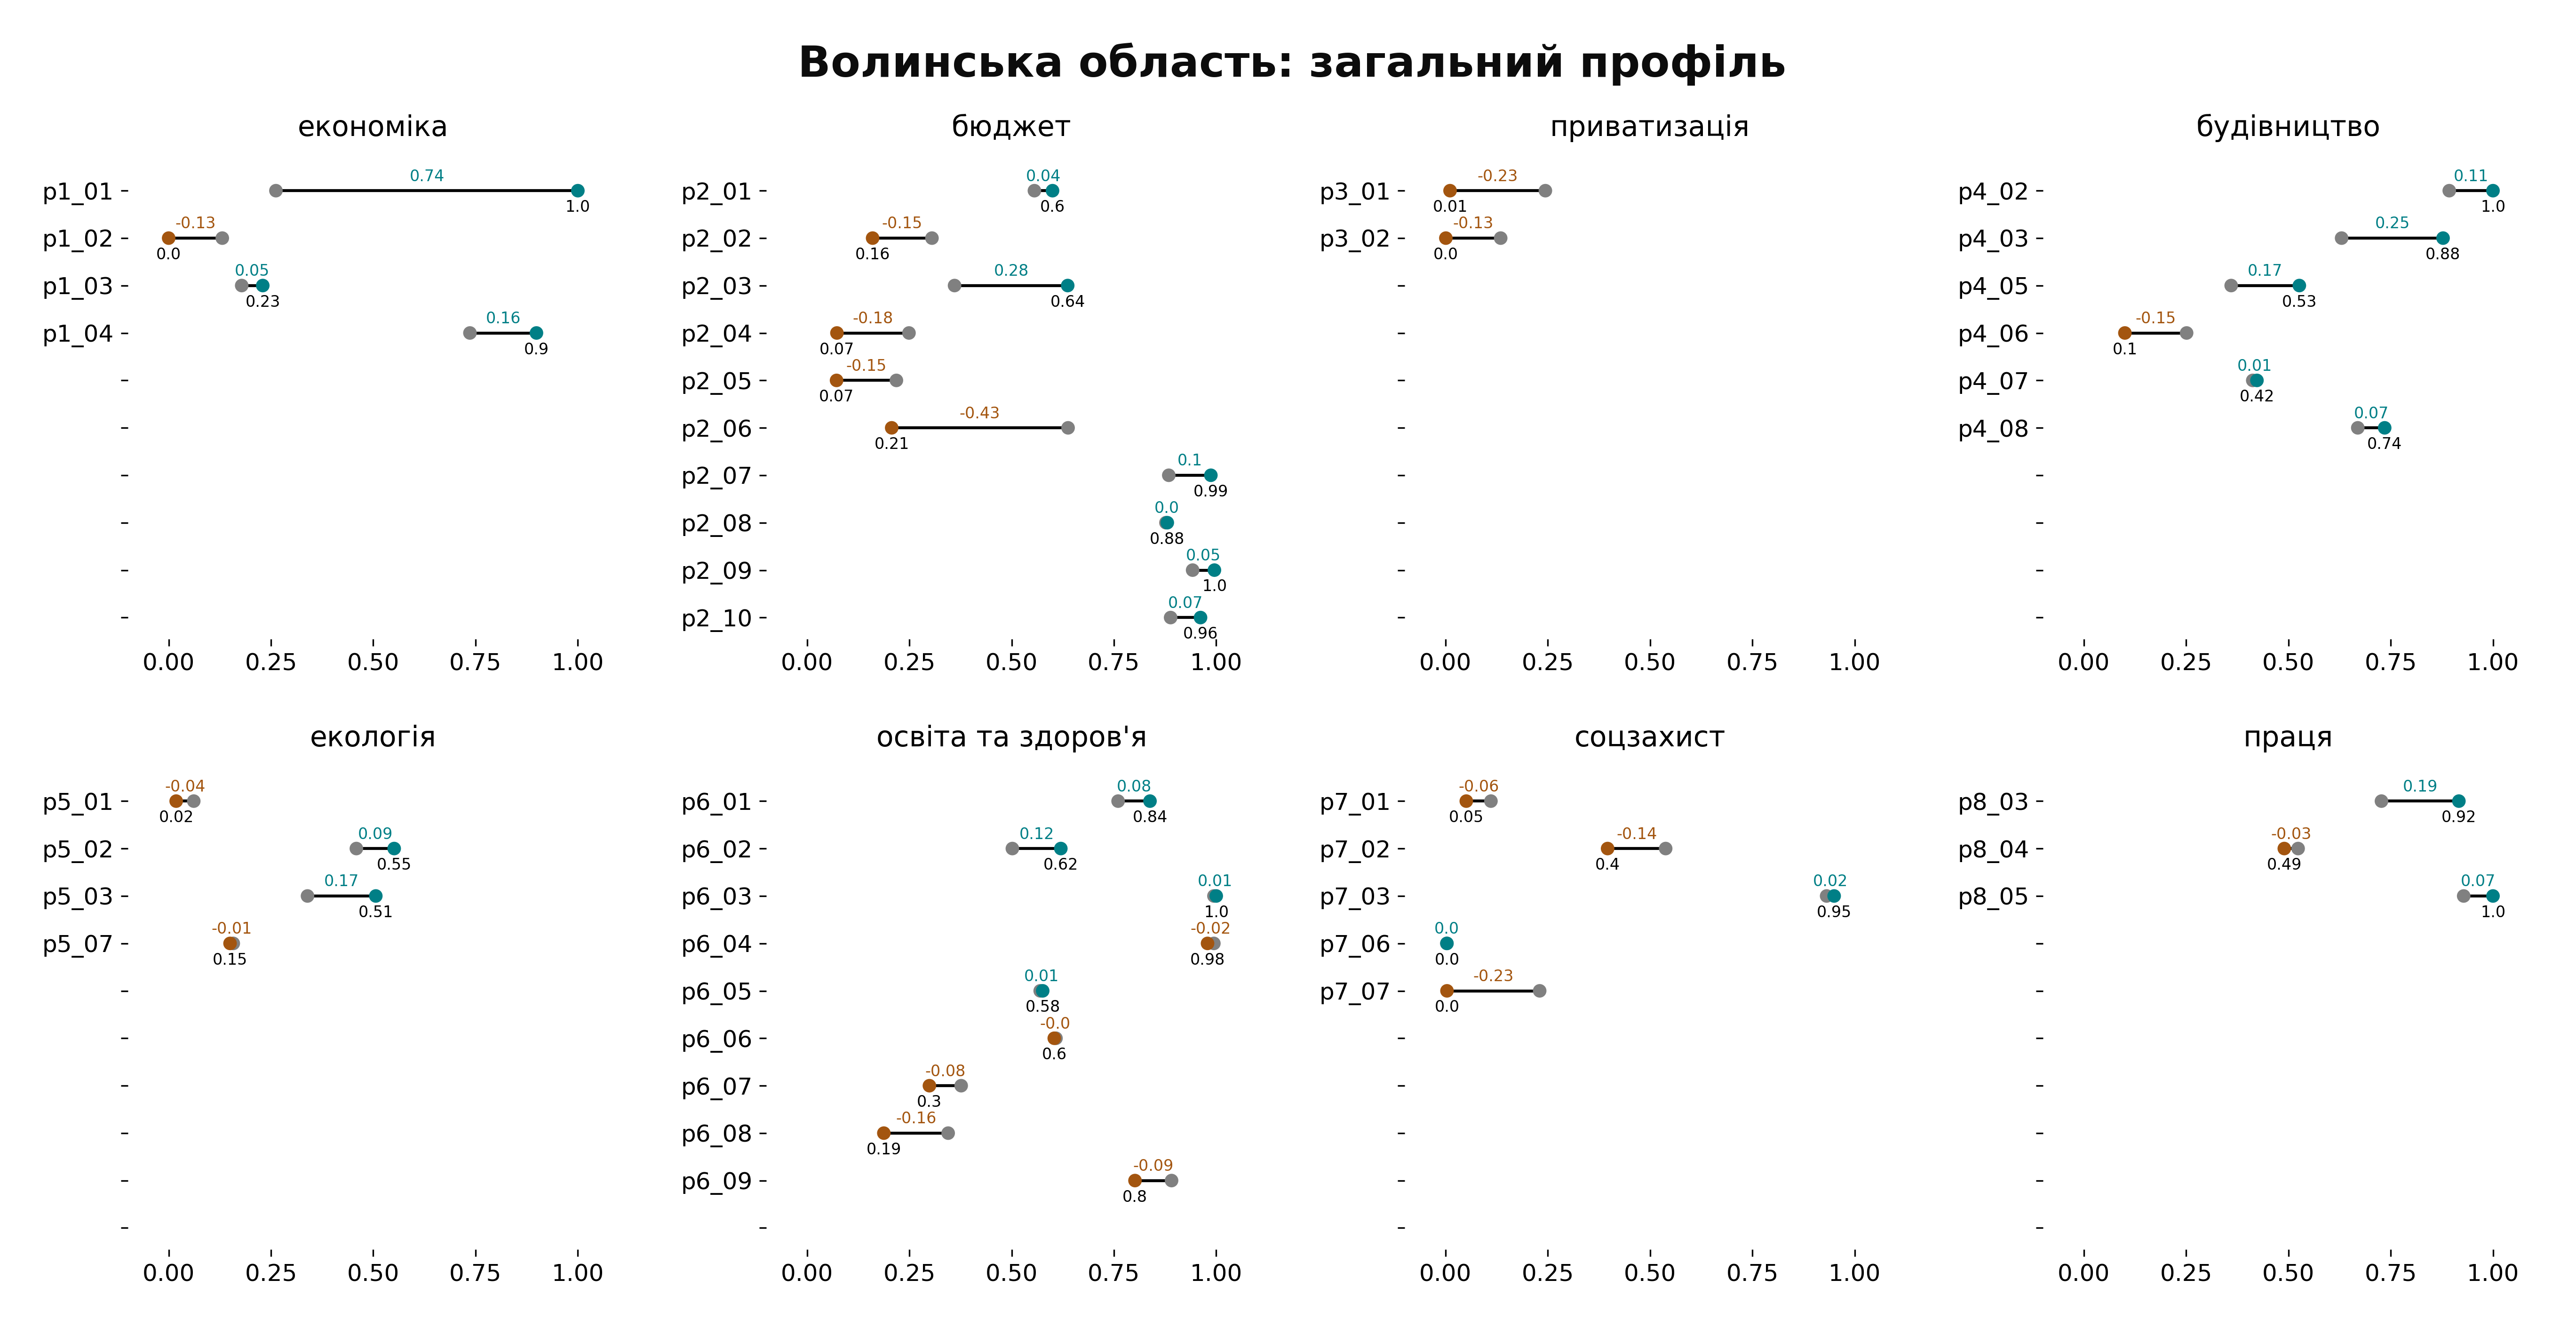 Волинська область: загальний профіль
економіка
p1_01
0.74
1.0
p1_02
-0.13
0.0
p1_03
0.05
0.23
p1_04
0.16
0.9
0.00 0.25 0.50 0.75 1.00
бюджет
p2_01
0.04
0.6
p2_02
-0.15
0.16
p2_03
0.28
0.64
p2_04
-0.18
0.07
p2_05
-0.15
0.07
p2_06
-0.43
0.21
p2_07
0.1
0.99
p2_08
0.0
0.88
p2_09
0.05
1.0
p2_10
0.07
0.96
0.00 0.25 0.50 0.75 1.00
приватизація
p3_01
-0.23
0.01
p3_02
-0.13
0.0
0.00 0.25 0.50 0.75 1.00
будівництво
p4_02
0.11
1.0
p4_03
0.25
0.88
p4_05
0.17
0.53
p4_06
-0.15
0.1
p4_07
0.01
0.42
p4_08
0.07
0.74
0.00 0.25 0.50 0.75 1.00
екологія
p5_01
-0.04
0.02
p5_02
0.09
0.55
p5_03
0.17
0.51
p5_07
-0.01
0.15
0.00 0.25 0.50 0.75 1.00
освіта та здоров'я
p6_01
0.08
0.84
p6_02
0.12
0.62
p6_03
0.01
1.0
p6_04
-0.02
0.98
p6_05
0.01
0.58
p6_06
-0.0
0.6
p6_07
-0.08
0.3
p6_08
-0.16
0.19
p6_09
-0.09
0.8
0.00 0.25 0.50 0.75 1.00
соцзахист
p7_01
-0.06
0.05
p7_02
-0.14
0.4
p7_03
0.02
0.95
p7_06
0.0
0.0
p7_07
-0.23
0.0
0.00 0.25 0.50 0.75 1.00
праця
p8_03
0.19
0.92
p8_04
-0.03
0.49
p8_05
0.07
1.0
0.00 0.25 0.50 0.75 1.00